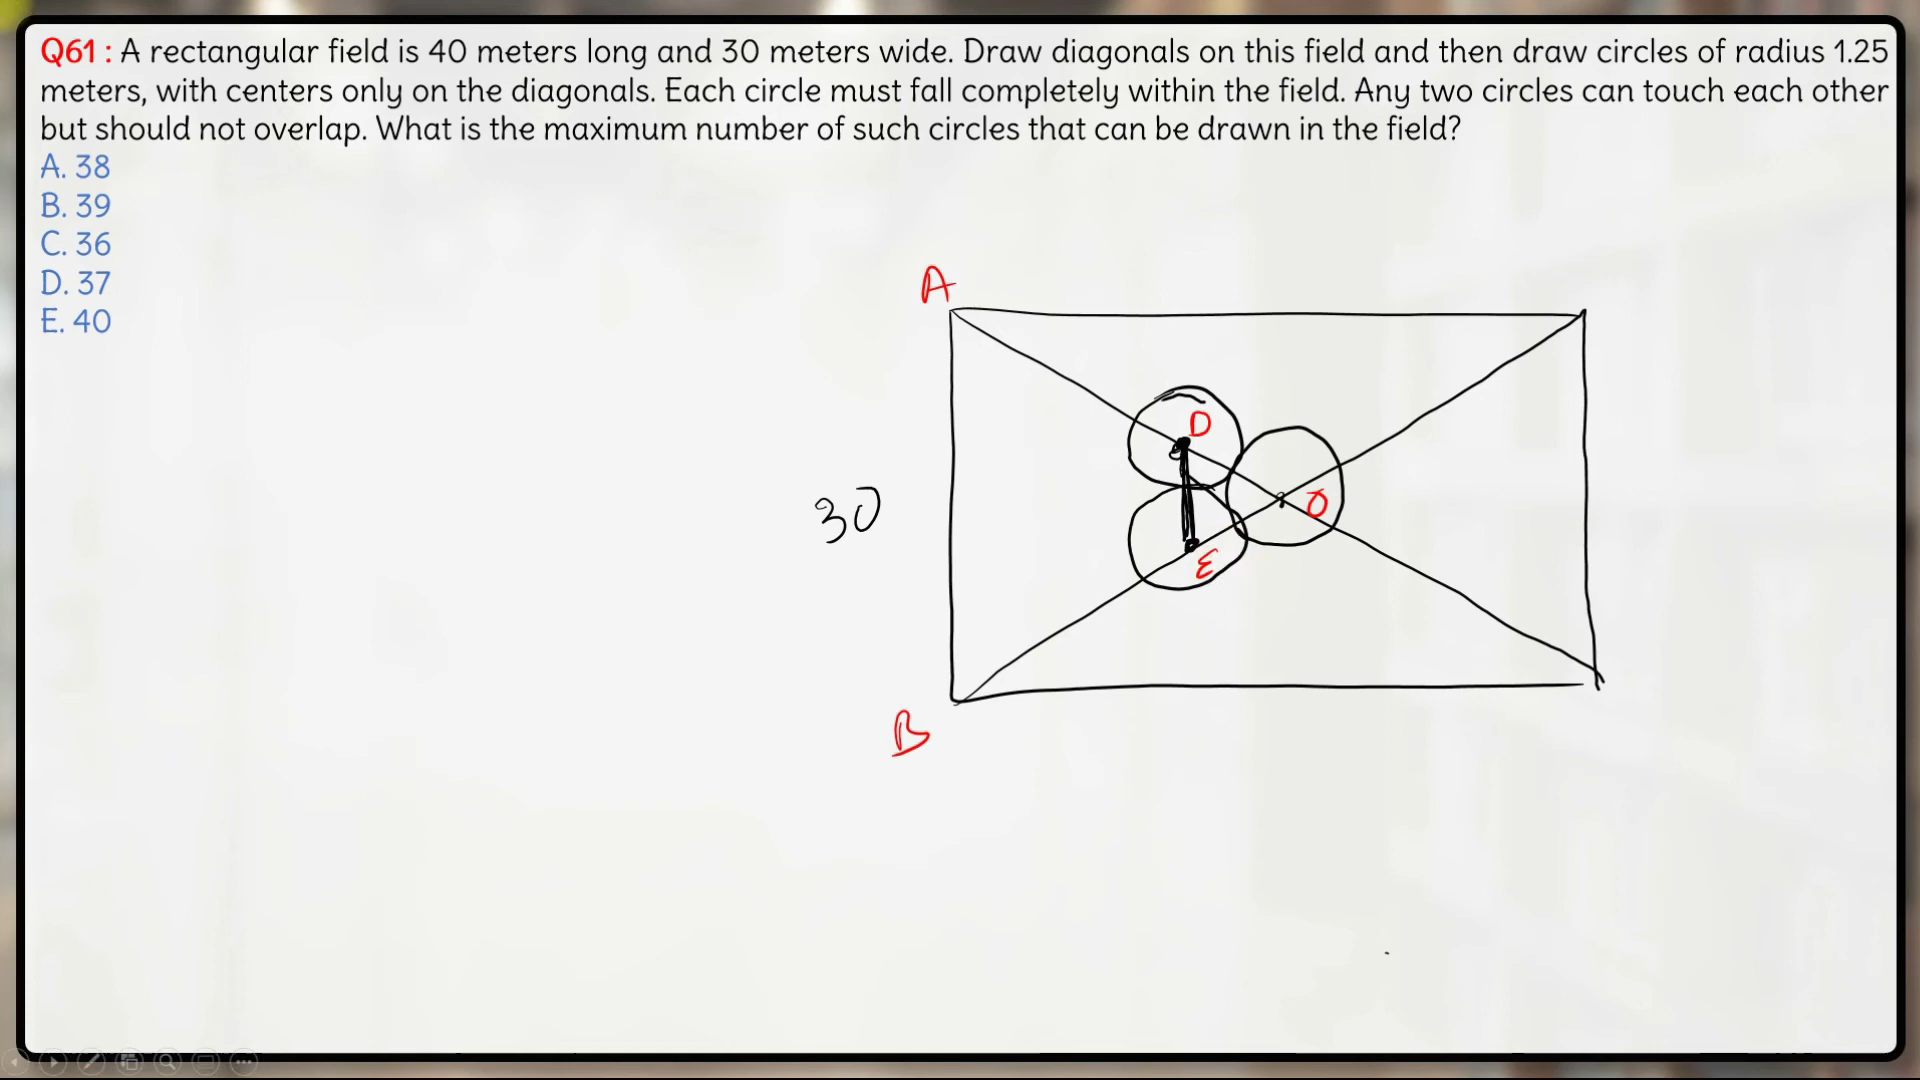 Q61 : A rectangular field is 40 meters long and 30 meters wide. Draw diagonals on this field and then draw circles of radius 1.25
meters, with centers only on the diagonals. Each circle must fall completely within the field. Any two circles can touch each other
but should not overlap. What is the maximum number of such circles that can be drawn in the field?
A. 38
B. 39
C. 36
D. 37
E. 40
A
D
O
30
E
B